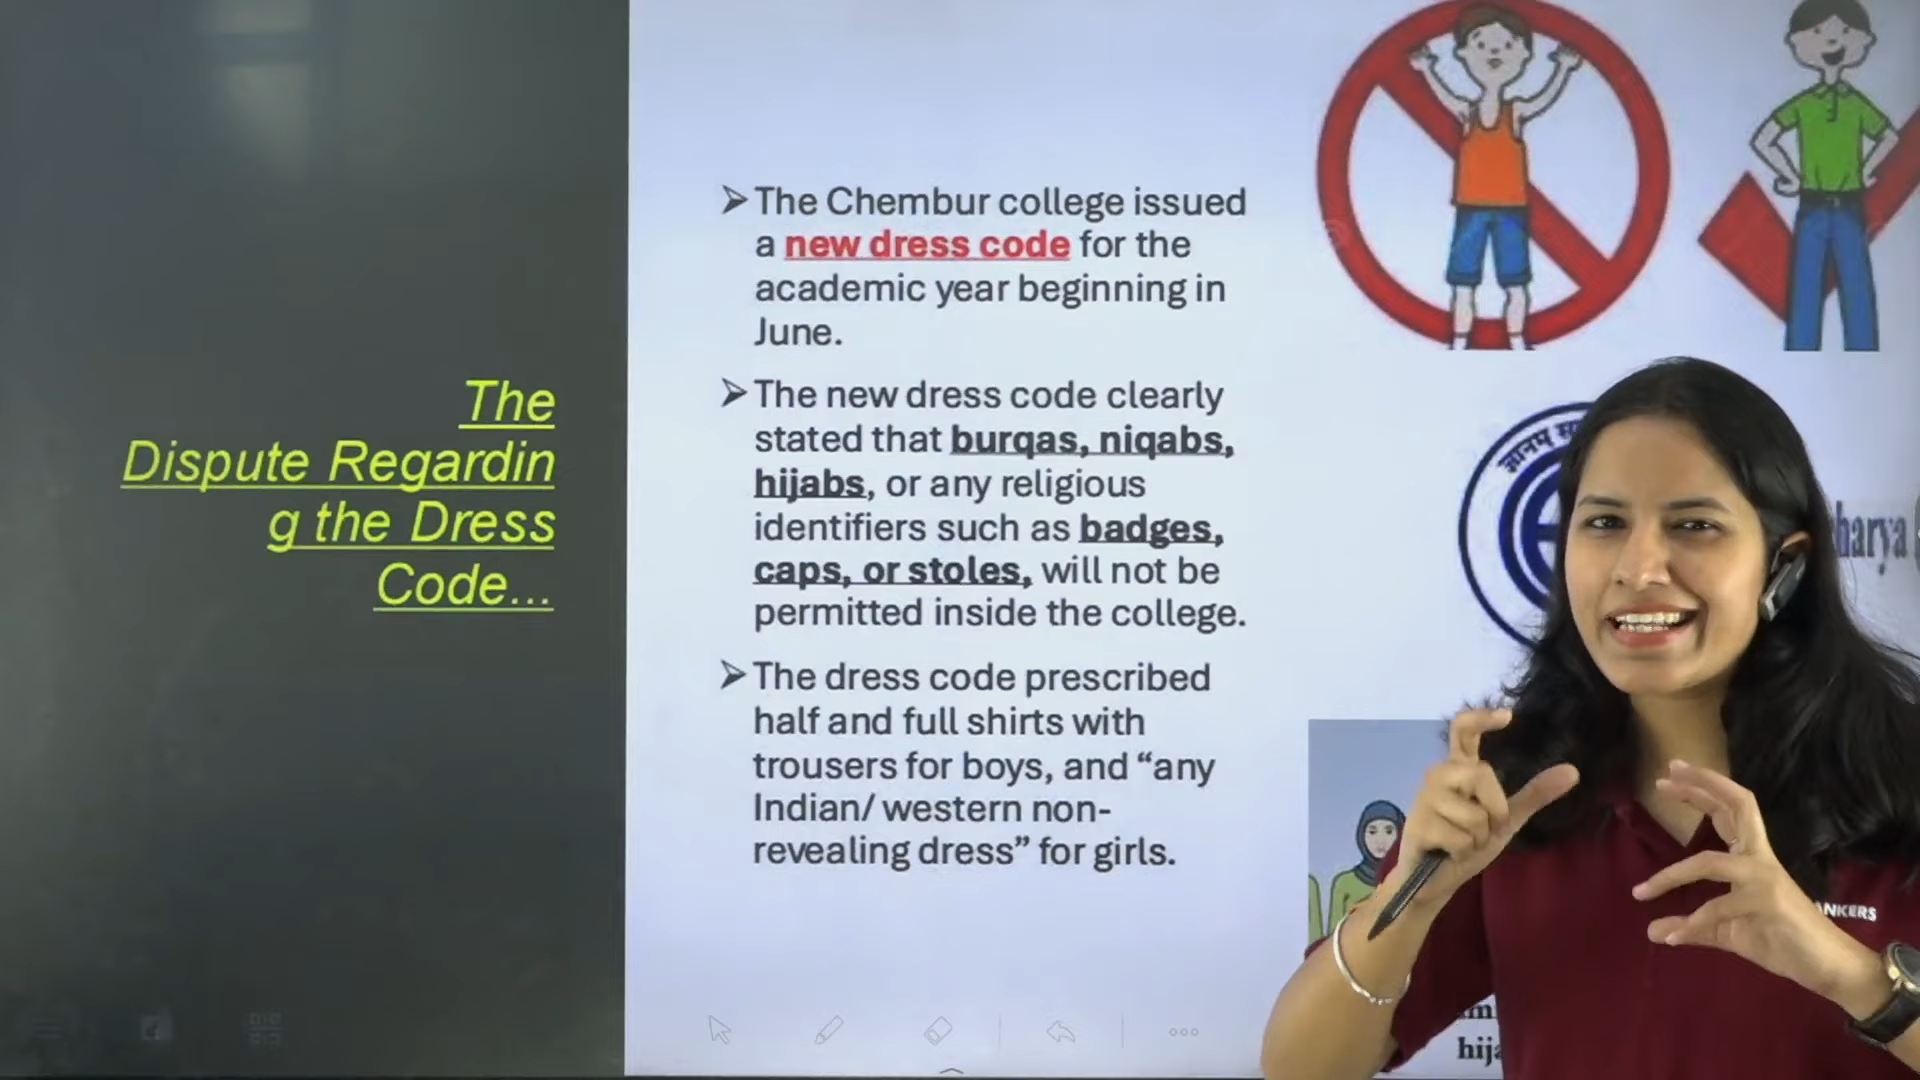 The
Dispute Regardin
g the Dress
Code...
➢ The Chembur college issued
a new dress code for the
academic year beginning in
June.
➢ The new dress code clearly
stated that burqas, niqabs,
hijabs, or any religious
identifiers such as badges,
caps, or stoles, will not be
permitted inside the college.
➢ The dress code prescribed
half and full shirts with
trousers for boys, and “any
Indian/ western non-
revealing dress” for girls.
ज्ञानम्
harya
NKERS